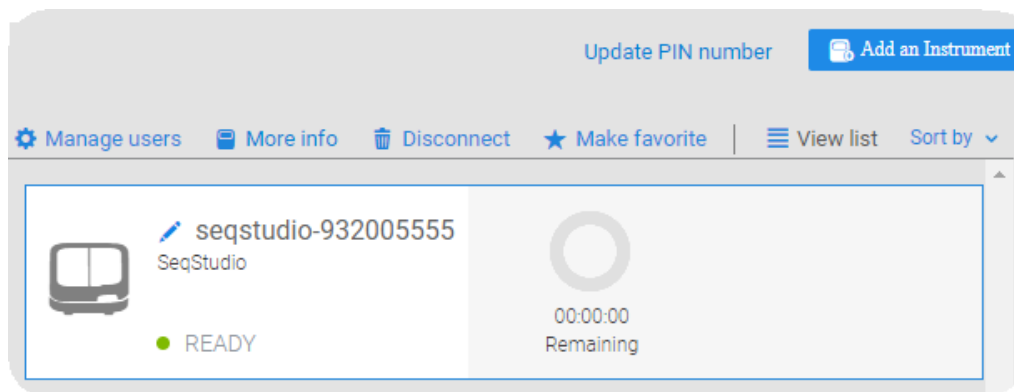 Update PIN number Add an Instrument
Manage users More info Disconnect Make favorite View list Sort by
seqstudio-932005555
SeqStudio
READY
00:00:00
Remaining